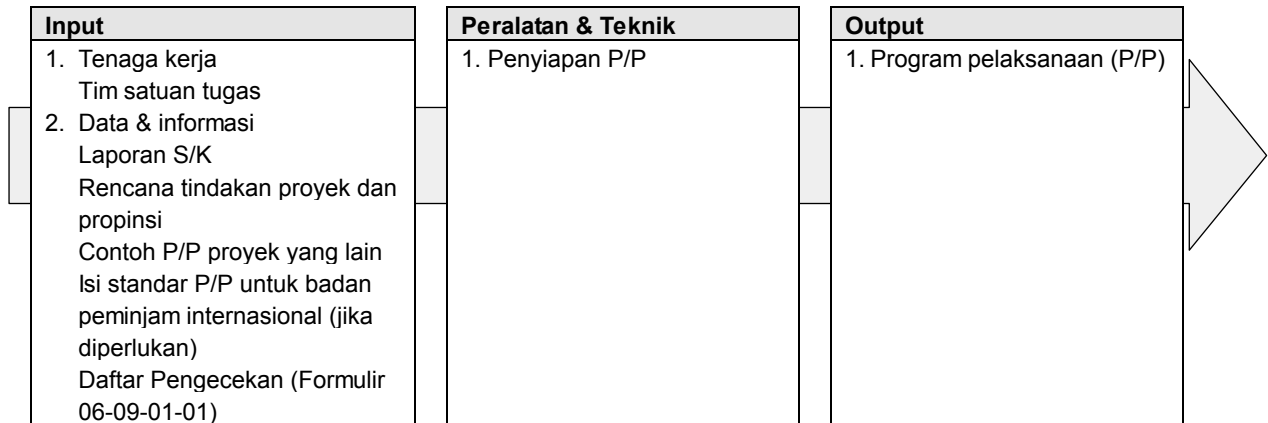 Input
1. Tenaga kerja
Tim satuan tugas
2. Data & informasi
Laporan S/K
Rencana tindakan proyek dan
propinsi
Contoh P/P proyek yang lain
Isi standar P/P untuk badan
peminjam internasional (jika
diperlukan)
Daftar Pengecekan (Formulir
06-09-01-01)
Peralatan & Teknik
1. Penyiapan P/P
Output
1. Program pelaksanaan (P/P)